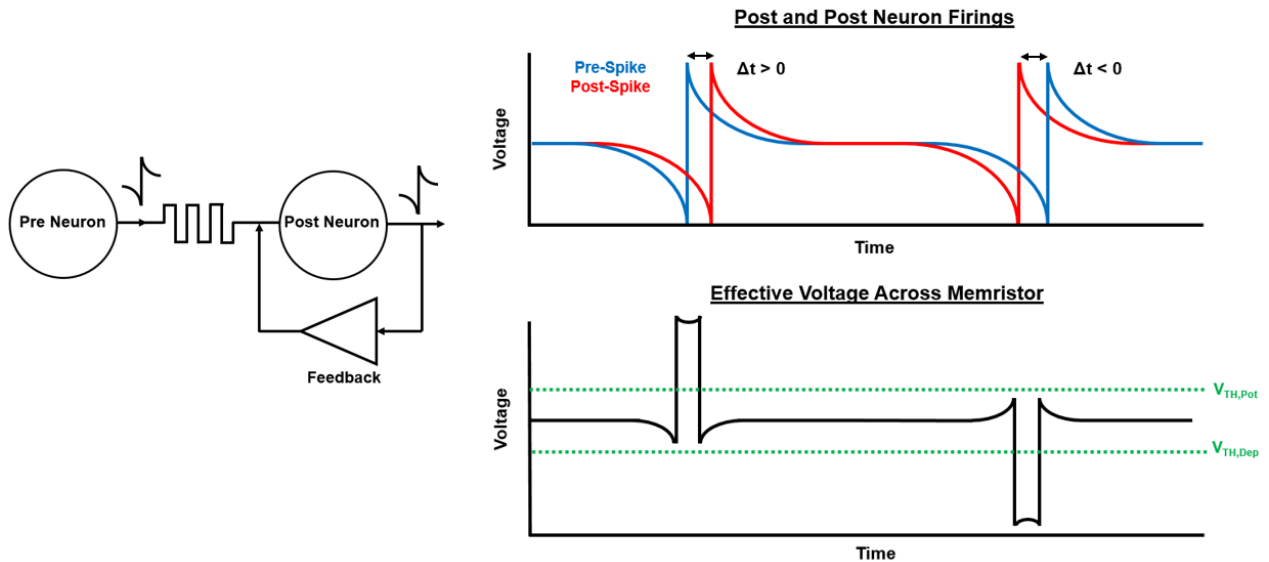 Pre Neuron
Post Neuron
Feedback
Post and Post Neuron Firings
Pre-Spike
Post-Spike
Δt > 0
Δt < 0
Voltage
Time
Effective Voltage Across Memristor
V_TH,Pot
V_TH,Dep
Voltage
Time